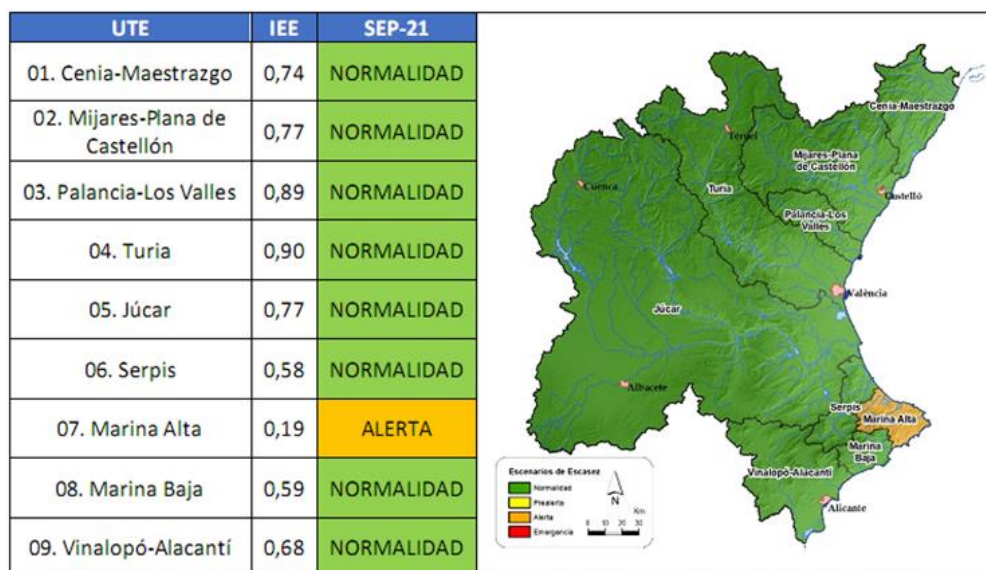 UTE IEE SEP-21
01. Cenia-Maestrazgo 0,74 NORMALIDAD
02. Mijares-Plana de
Castellón 0,77 NORMALIDAD
03. Palancia-Los Valles 0,89 NORMALIDAD
04. Turia 0,90 NORMALIDAD
05. Júcar 0,77 NORMALIDAD
06. Serpis 0,58 NORMALIDAD
07. Marina Alta 0,19 ALERTA
08. Marina Baja 0,59 NORMALIDAD
09. Vinalopó-Alacantí 0,68 NORMALIDAD
Cenia-Maestrazgo
Teruel
Mijares-Plana
de Castellón
Cuenca
Turia
Castelló
Palancia-Los
Valles
València
Júcar
Albacete
Serpis
Marina Alta
Marina
Baja
Vinalopó-Alacantí
Alicante
Escenarios de Escasez
Normalidad
Prealerta
Alerta
Emergencia
N
Km
0 10 20 30